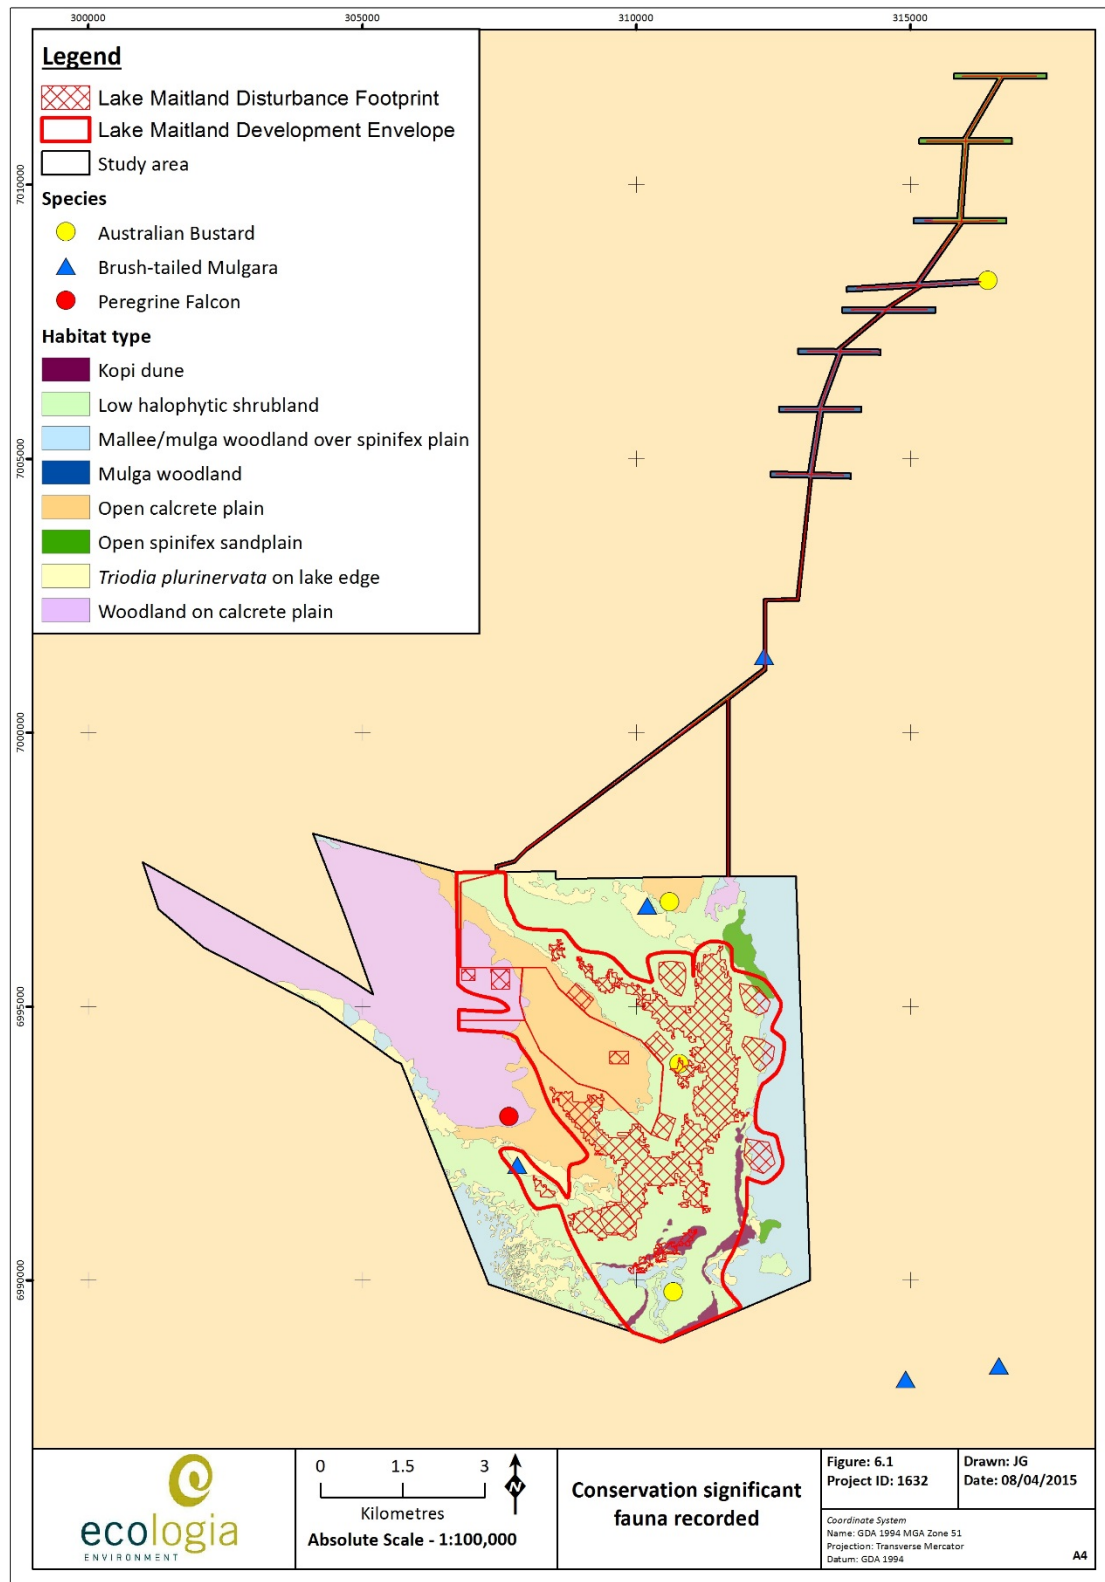 300000
305000
310000
315000
Legend
Lake Maitland Disturbance Footprint
Lake Maitland Development Envelope
Study area
Species
Australian Bustard
Brush-tailed Mulgara
Peregrine Falcon
Habitat type
Kopi dune
Low halophytic shrubland
Mallee/mulga woodland over spinifex plain
Mulga woodland
Open calcrete plain
Open spinifex sandplain
Triodia plurinervata on lake edge
Woodland on calcrete plain
7010000
7005000
7000000
6995000
6990000
ecologia
ENVIRONMENT
0 1.5 3
Kilometres
Absolute Scale - 1:100,000
N
Conservation significant
fauna recorded
Figure: 6.1
Project ID: 1632
Drawn: JG
Date: 08/04/2015
Coordinate System
Name: GDA 1994 MGA Zone 51
Projection: Transverse Mercator
Datum: GDA 1994
A4